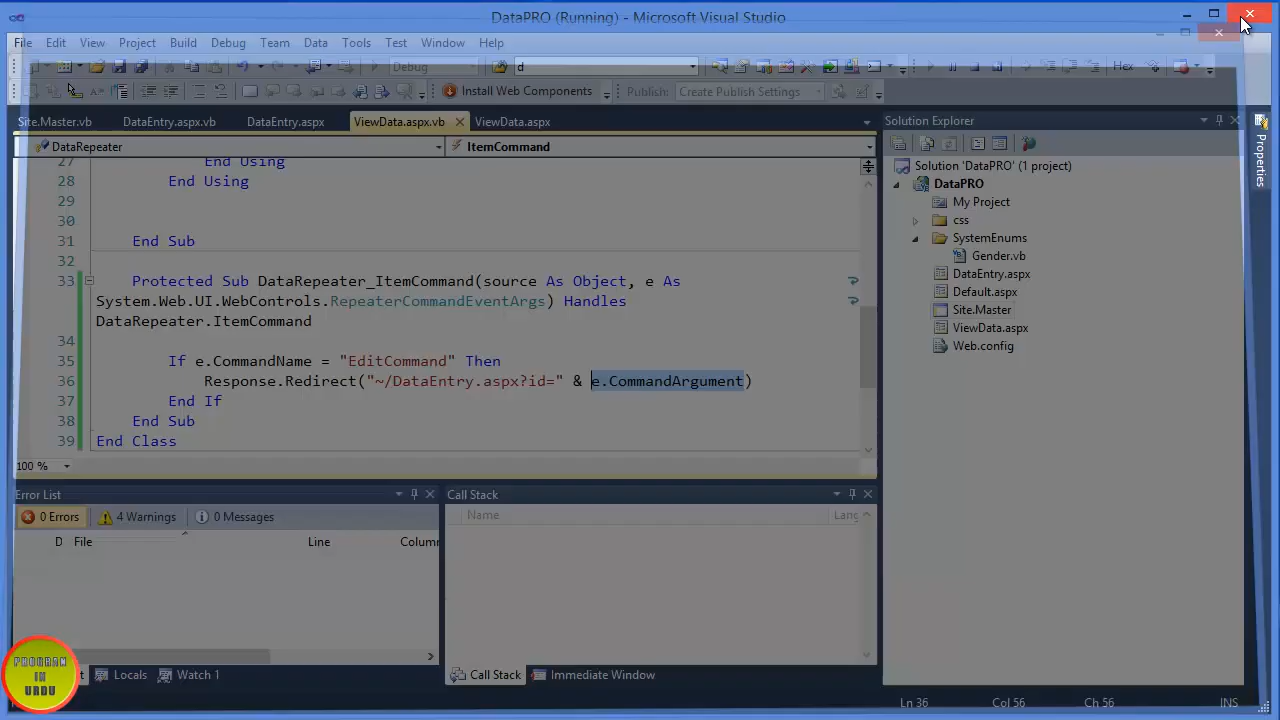 DataPRO (Running) - Microsoft Visual Studio
File Edit View Project Build Debug Team Data Tools Test Window Help
Debug d Hex
Install Web Components Publish: Create Publish Settings
Site.Master.vb DataEntry.aspx.vb DataEntry.aspx ViewData.aspx.vb ViewData.aspx
DataRepeater ItemCommand
27 End Using
28 End Using
29
30
31 End Sub
32
33 Protected Sub DataRepeater_ItemCommand(source As Object, e As
System.Web.UI.WebControls.RepeaterCommandEventArgs) Handles
DataRepeater.ItemCommand
34
35 If e.CommandName = "EditCommand" Then
36 Response.Redirect("~/DataEntry.aspx?id=" & e.CommandArgument)
37 End If
38 End Sub
39 End Class
100 %
Solution Explorer
Solution 'DataPRO' (1 project)
DataPRO
My Project
css
SystemEnums
Gender.vb
DataEntry.aspx
Default.aspx
Site.Master
ViewData.aspx
Web.config
Properties
Error List
0 Errors 4 Warnings 0 Messages
D File Line Column
Call Stack
Name Lang
Locals Watch 1
Call Stack Immediate Window
Ln 36 Col 56 Ch 56 INS
PROGRAM
IN
URDU